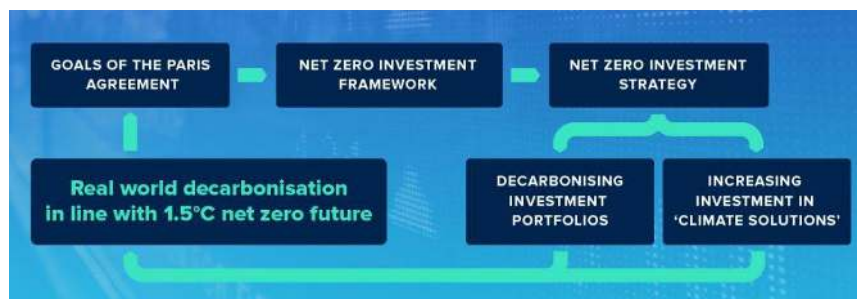 GOALS OF THE PARIS
AGREEMENT
NET ZERO INVESTMENT
FRAMEWORK
NET ZERO INVESTMENT
STRATEGY
Real world decarbonisation
in line with 1.5°C net zero future
DECARBONISING
INVESTMENT
PORTFOLIOS
INCREASING
INVESTMENT IN
‘CLIMATE SOLUTIONS’